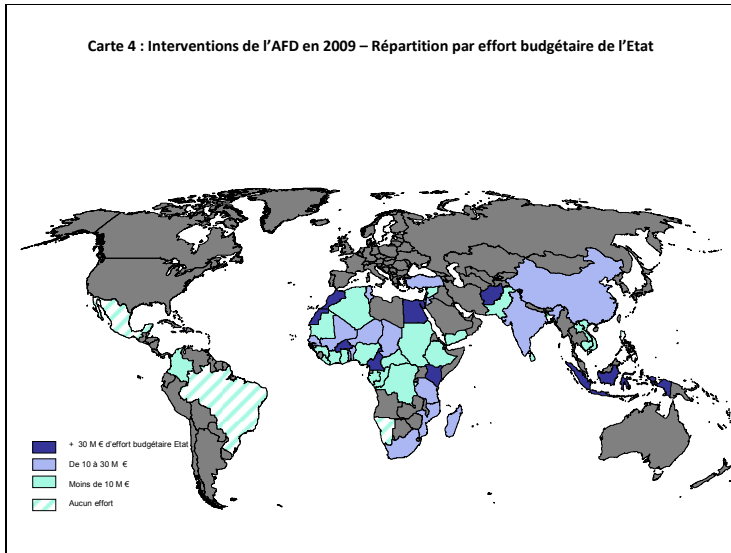 Carte 4 : Interventions de l’AFD en 2009 – Répartition par effort budgétaire de l’Etat
+ 30 M € d'effort budgétaire Etat
De 10 à 30 M €
Moins de 10 M €
Aucun effort